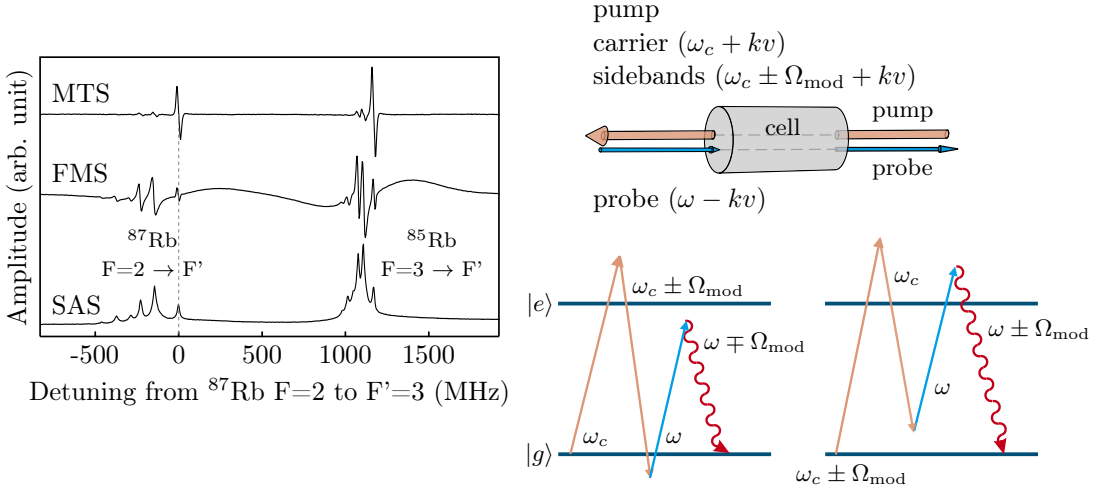 Amplitude (arb. unit)
MTS
FMS
SAS
⁸⁷Rb
F=2 → F'
⁸⁵Rb
F=3 → F'
-500 0 500 1000 1500
Detuning from ⁸⁷Rb F=2 to F'=3 (MHz)
pump
carrier (ω_c + kv)
sidebands (ω_c ± Ω_mod + kv)
cell
pump
probe
probe (ω − kv)
|e⟩
ω_c ± Ω_mod
ω ∓ Ω_mod
ω_c
ω
|g⟩
ω_c
ω ± Ω_mod
ω
ω_c ± Ω_mod